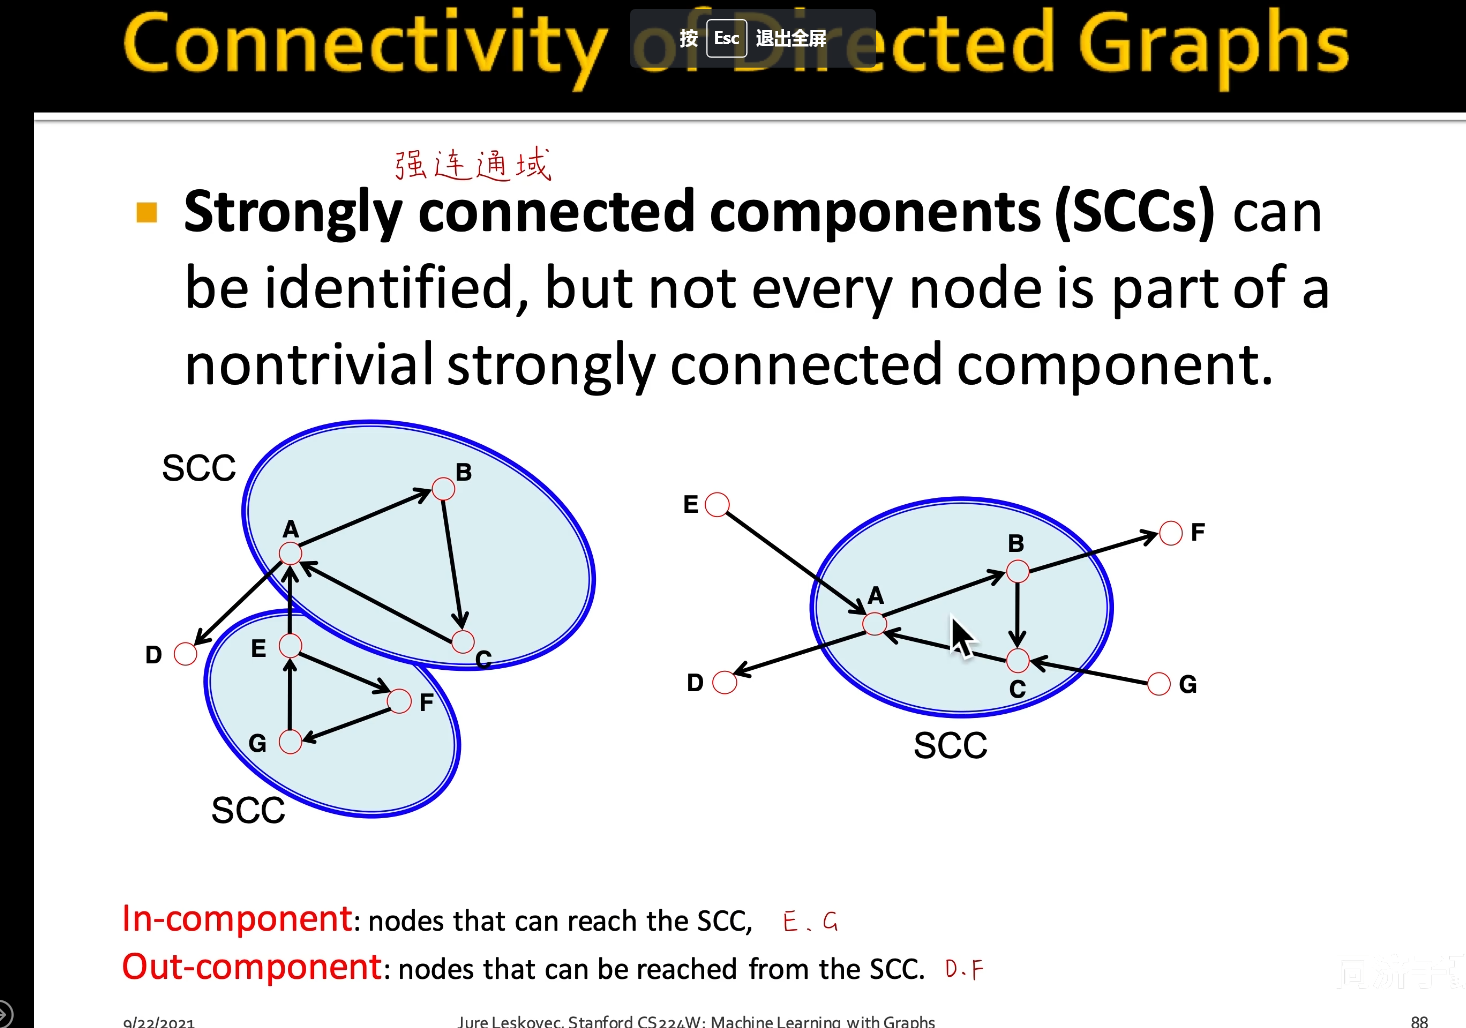 Connectivity of Directed Graphs
按 Esc 退出全屏
强连通域
Strongly connected components (SCCs) can
be identified, but not every node is part of a
nontrivial strongly connected component.
SCC
B
A
D
E
C
F
G
SCC
E
F
B
A
D
C
G
SCC
In-component: nodes that can reach the SCC, E、G
Out-component: nodes that can be reached from the SCC. D.F
9/22/2021
Jure Leskovec, Stanford CS224W: Machine Learning with Graphs
88